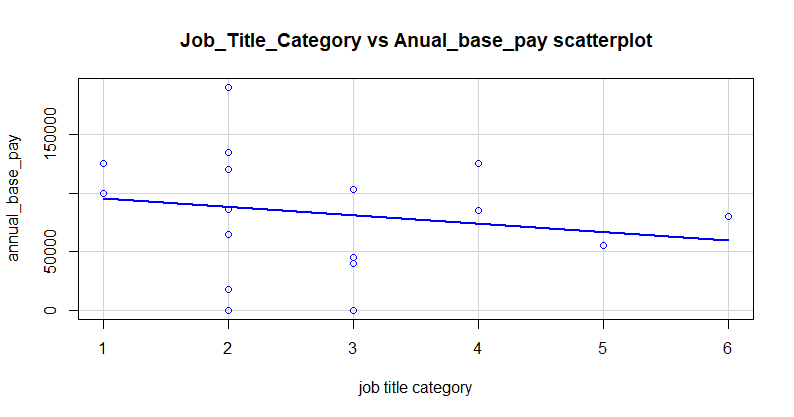 Job_Title_Category vs Anual_base_pay scatterplot
annual_base_pay
150000
50000
0
1 2 3 4 5 6
job title category